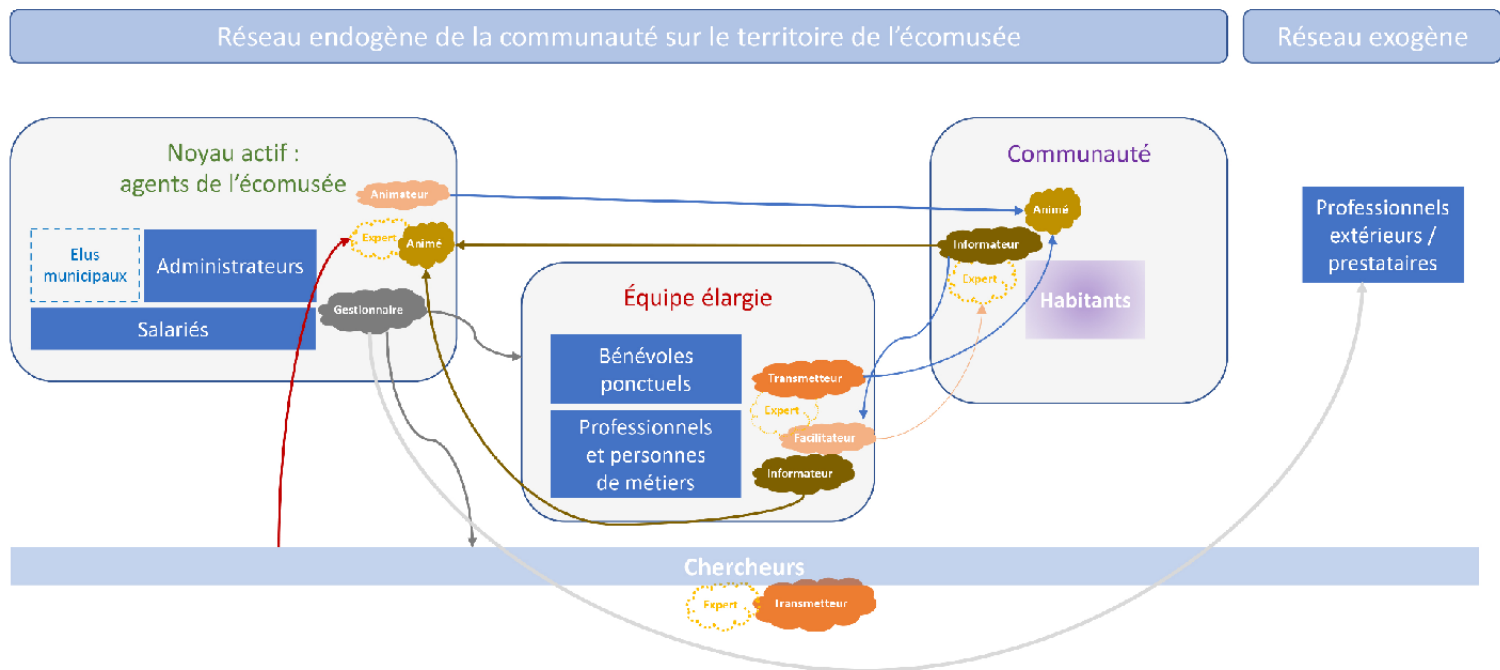 Réseau endogène de la communauté sur le territoire de l'écomusée
Réseau exogène
Noyau actif :
agents de l'écomusée
Animateur
Expert
Animé
Elus
municipaux
Administrateurs
Gestionnaire
Salariés
Équipe élargie
Bénévoles
ponctuels
Transmetteur
Expert
Professionnels
et personnes
de métiers
Facilitateur
Informateur
Communauté
Animé
Informateur
Expert
Habitants
Professionnels
extérieurs /
prestataires
Chercheurs
Expert
Transmetteur